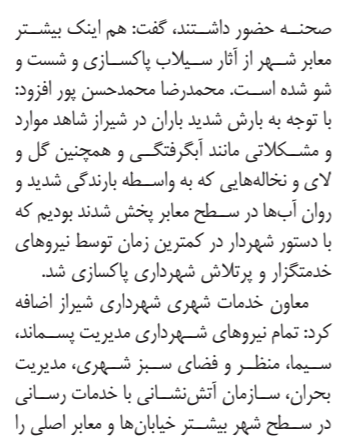 صحنه حضور داشتند، گفت: هم اینک بیشتر
معابر شهر از آثار سیلاب پاکسازی و شست و
شو شده است. محمدرضا محمدحسن پور افزود:
با توجه به بارش شدید باران در شیراز شاهد موارد
و مشکلاتی مانند آبگرفتگی و همچنین گل و
لای و نخاله‌هایی که به واسطه بارندگی شدید و
روان آب‌ها در سطح معابر پخش شدند بودیم که
با دستور شهردار در کمترین زمان توسط نیروهای
خدمتگزار و پرتلاش شهرداری پاکسازی شد.
معاون خدمات شهری شهرداری شیراز اضافه
کرد: تمام نیروهای شهرداری مدیریت پسماند،
سیما، منظر و فضای سبز شهری، مدیریت
بحران، سازمان آتش‌نشانی با خدمات رسانی
در سطح شهر بیشتر خیابان‌ها و معابر اصلی را